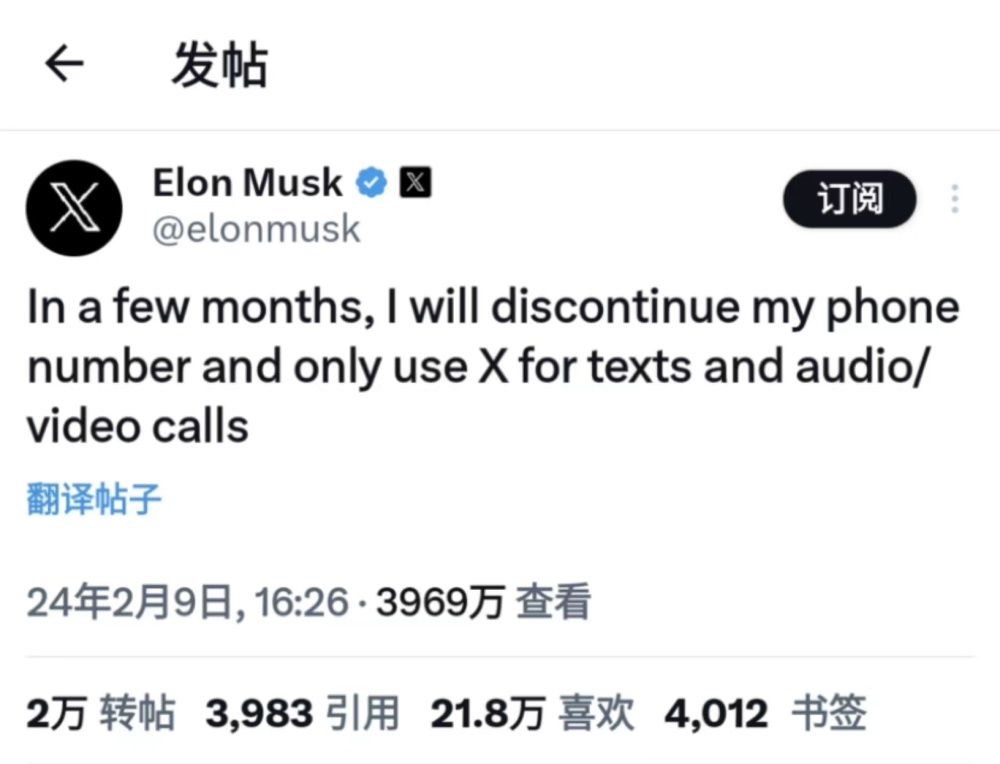 发帖
Elon Musk
@elonmusk
订阅
In a few months, I will discontinue my phone
number and only use X for texts and audio/
video calls
翻译帖子
24年2月9日, 16:26 · 3969万 查看
2万 转帖 3,983 引用 21.8万 喜欢 4,012 书签